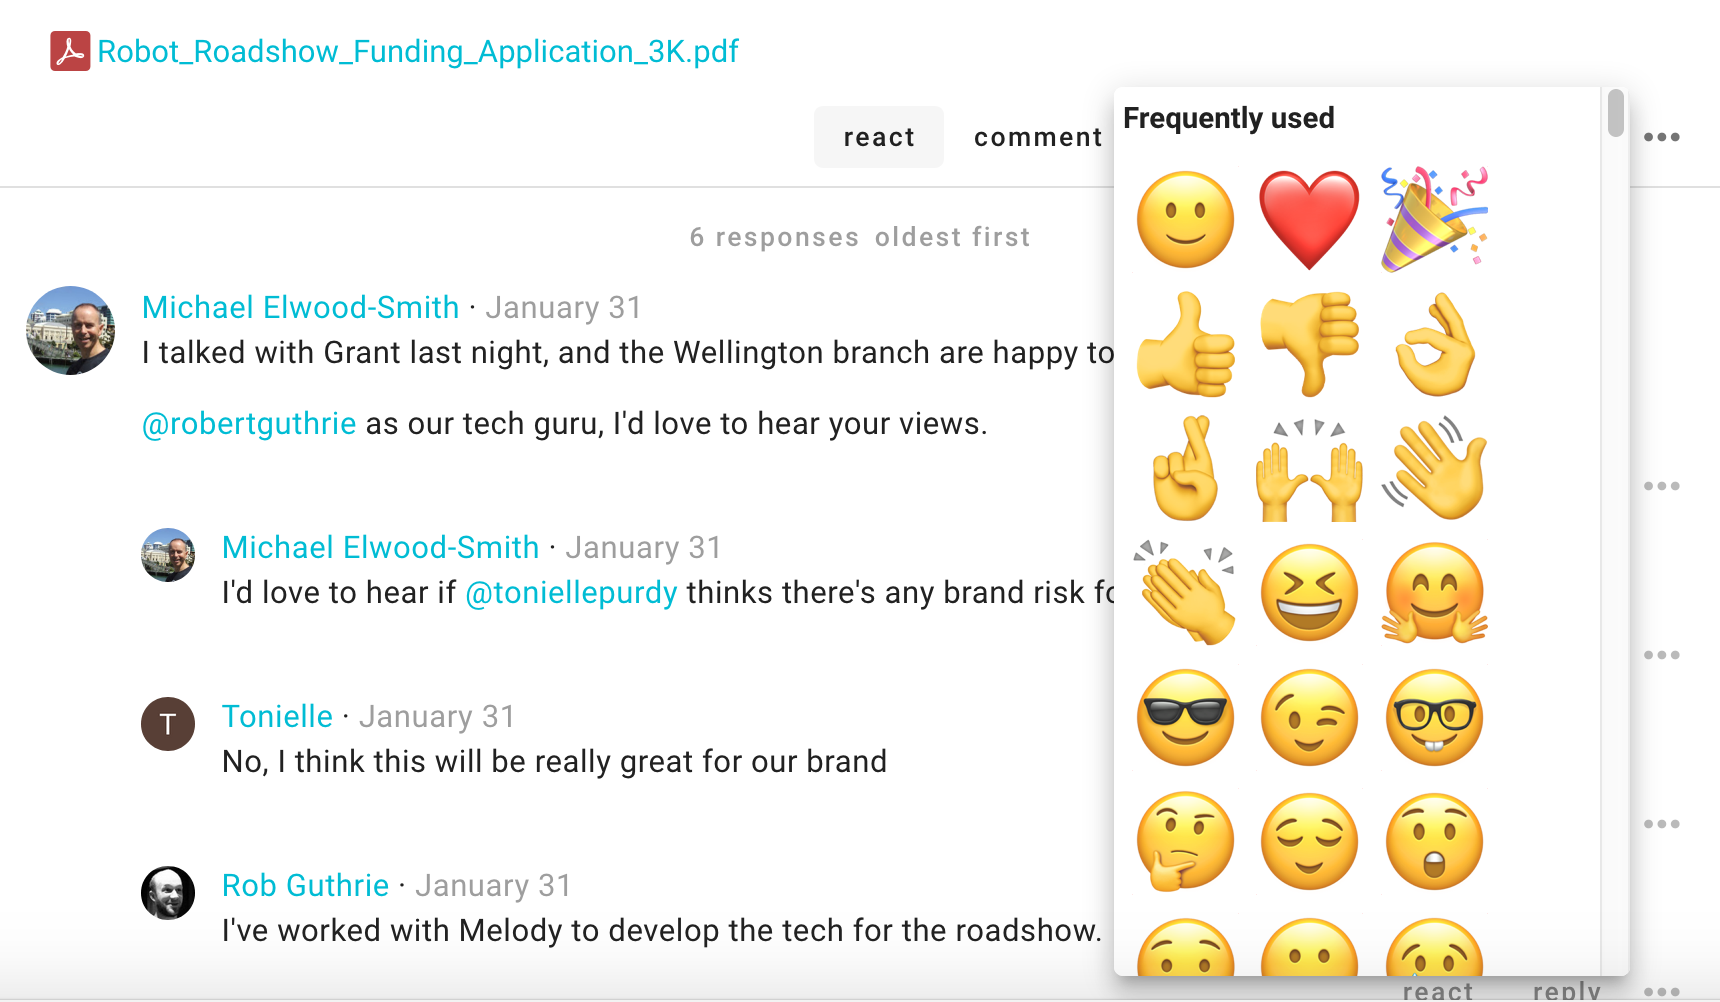 Robot_Roadshow_Funding_Application_3K.pdf
react comment
Frequently used
6 responses oldest first
Michael Elwood-Smith · January 31
I talked with Grant last night, and the Wellington branch are happy to
@robertguthrie as our tech guru, I'd love to hear your views.
Michael Elwood-Smith · January 31
I'd love to hear if @toniellepurdy thinks there's any brand risk
T
Tonielle · January 31
No, I think this will be really great for our brand
Rob Guthrie · January 31
I've worked with Melody to develop the tech for the roadshow.
react reply